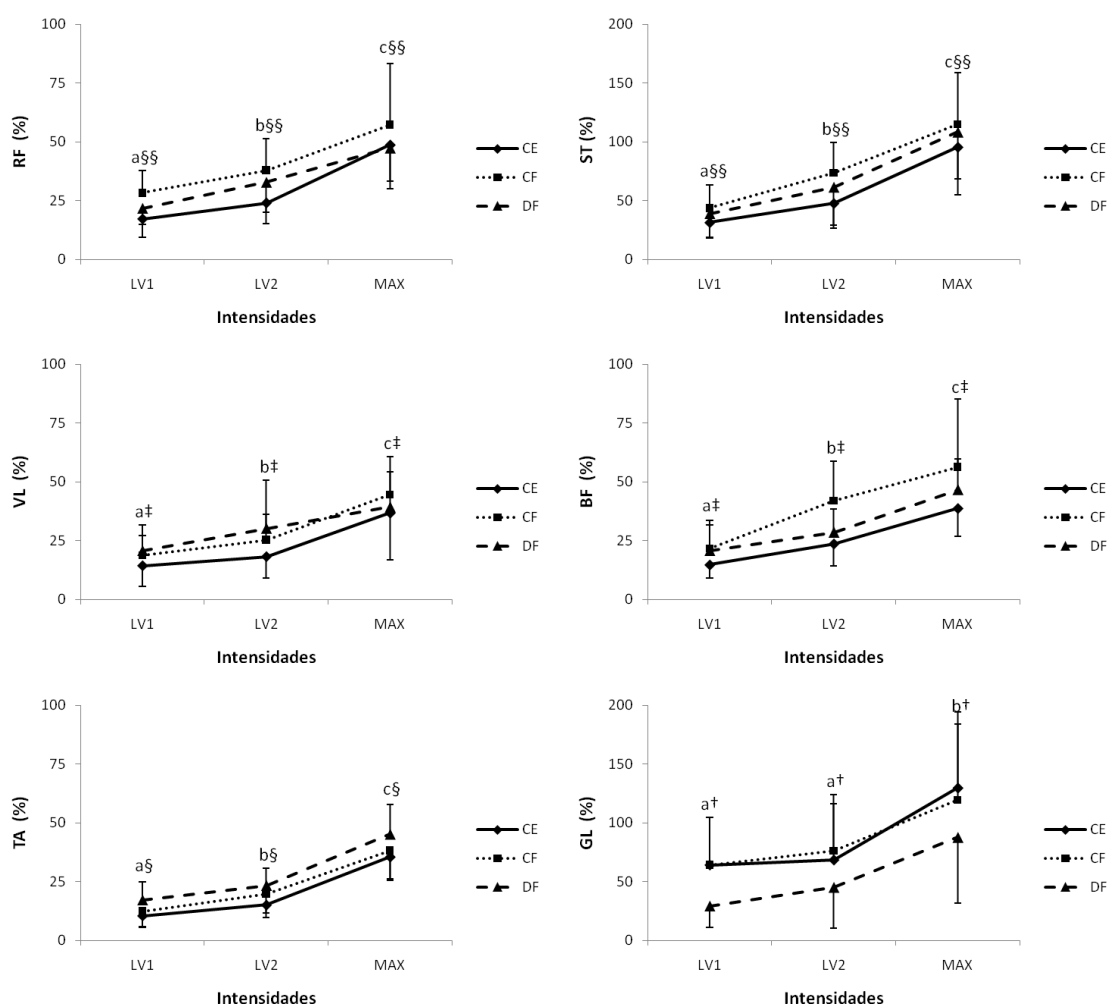 RF (%)
100
75
50
25
0
a§§
b§§
c§§
LV1 LV2 MAX
Intensidades
CE
CF
DF
ST (%)
200
150
100
50
0
a§§
b§§
c§§
LV1 LV2 MAX
Intensidades
CE
CF
DF
VL (%)
100
75
50
25
0
a‡
b‡
c‡
LV1 LV2 MAX
Intensidades
CE
CF
DF
BF (%)
100
75
50
25
0
a‡
b‡
c‡
LV1 LV2 MAX
Intensidades
CE
CF
DF
TA (%)
100
75
50
25
0
a§
b§
c§
LV1 LV2 MAX
Intensidades
CE
CF
DF
GL (%)
200
150
100
50
0
a†
a†
b†
LV1 LV2 MAX
Intensidades
CE
CF
DF